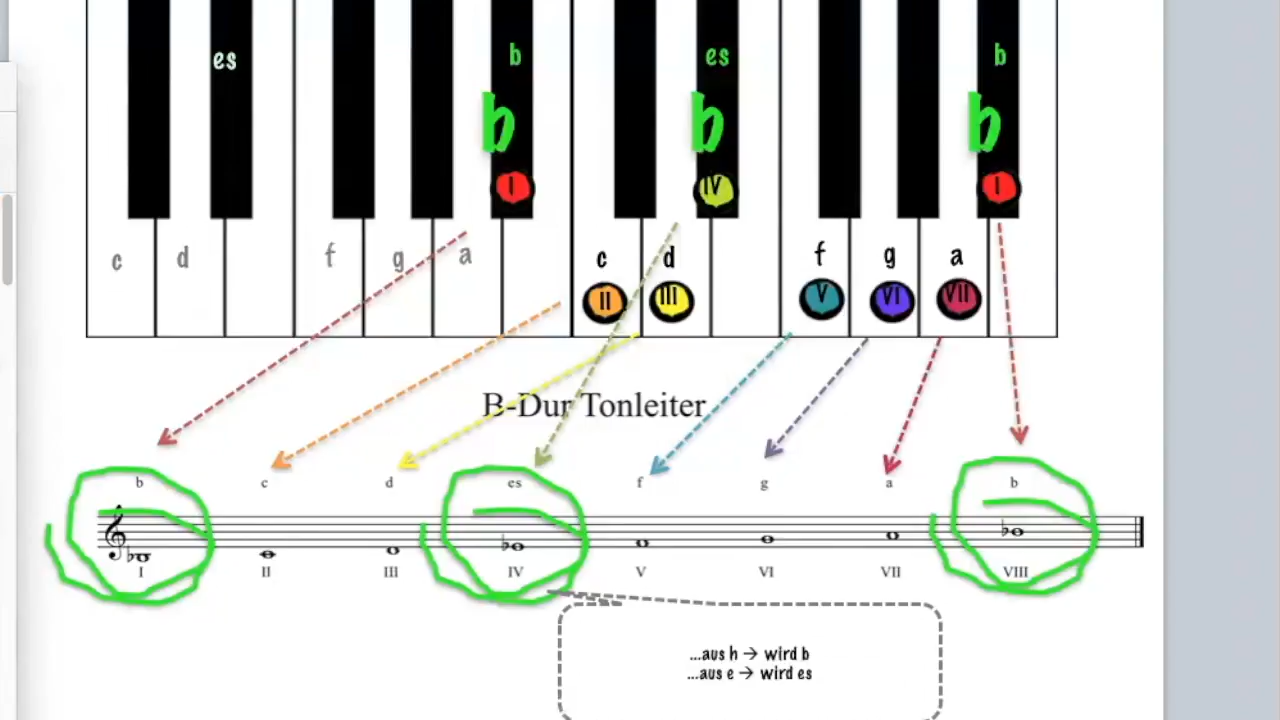 es b es b
b b b
I IV I
c d f g a c d f g a
II III V VI VII
B-Dur Tonleiter
b c d es f g a b
I II III IV V VI VII VIII
...aus h → wird b
...aus e → wird es